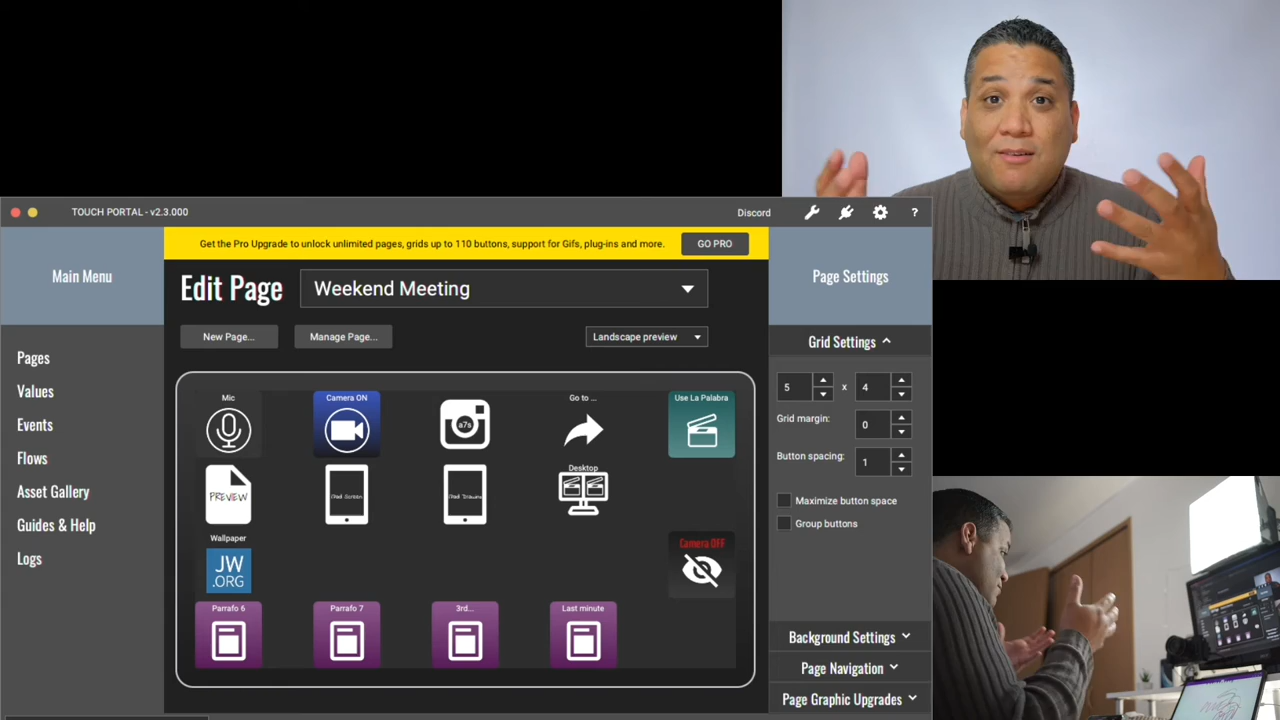 TOUCH PORTAL - v2.3.000
Discord
?
Main Menu
Get the Pro Upgrade to unlock unlimited pages, grids up to 110 buttons, support for Gifs, plug-ins and more.
GO PRO
Page Settings
Edit Page
Weekend Meeting
New Page...
Manage Page...
Landscape preview
Grid Settings
Pages
Values
Events
Flows
Asset Gallery
Guides & Help
Logs
5 x 4
Grid margin: 0
Button spacing: 1
Maximize button space
Group buttons
Mic
Camera ON
a7s
Go to ...
Use La Palabra
PREVIEW
iPad Screen
iPad Drawing
Desktop
Wallpaper
JW
.ORG
Camera OFF
Parrafo 6
Parrafo 7
3rd...
Last minute
Background Settings
Page Navigation
Page Graphic Upgrades